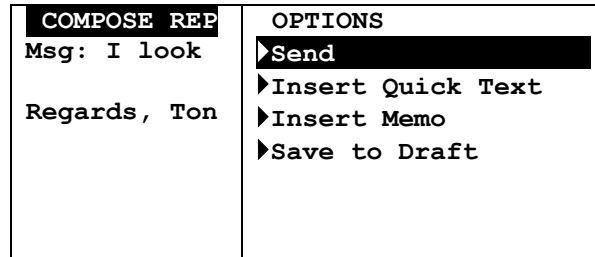 COMPOSE REP
Msg: I look
Regards, Ton
OPTIONS
Send
Insert Quick Text
Insert Memo
Save to Draft